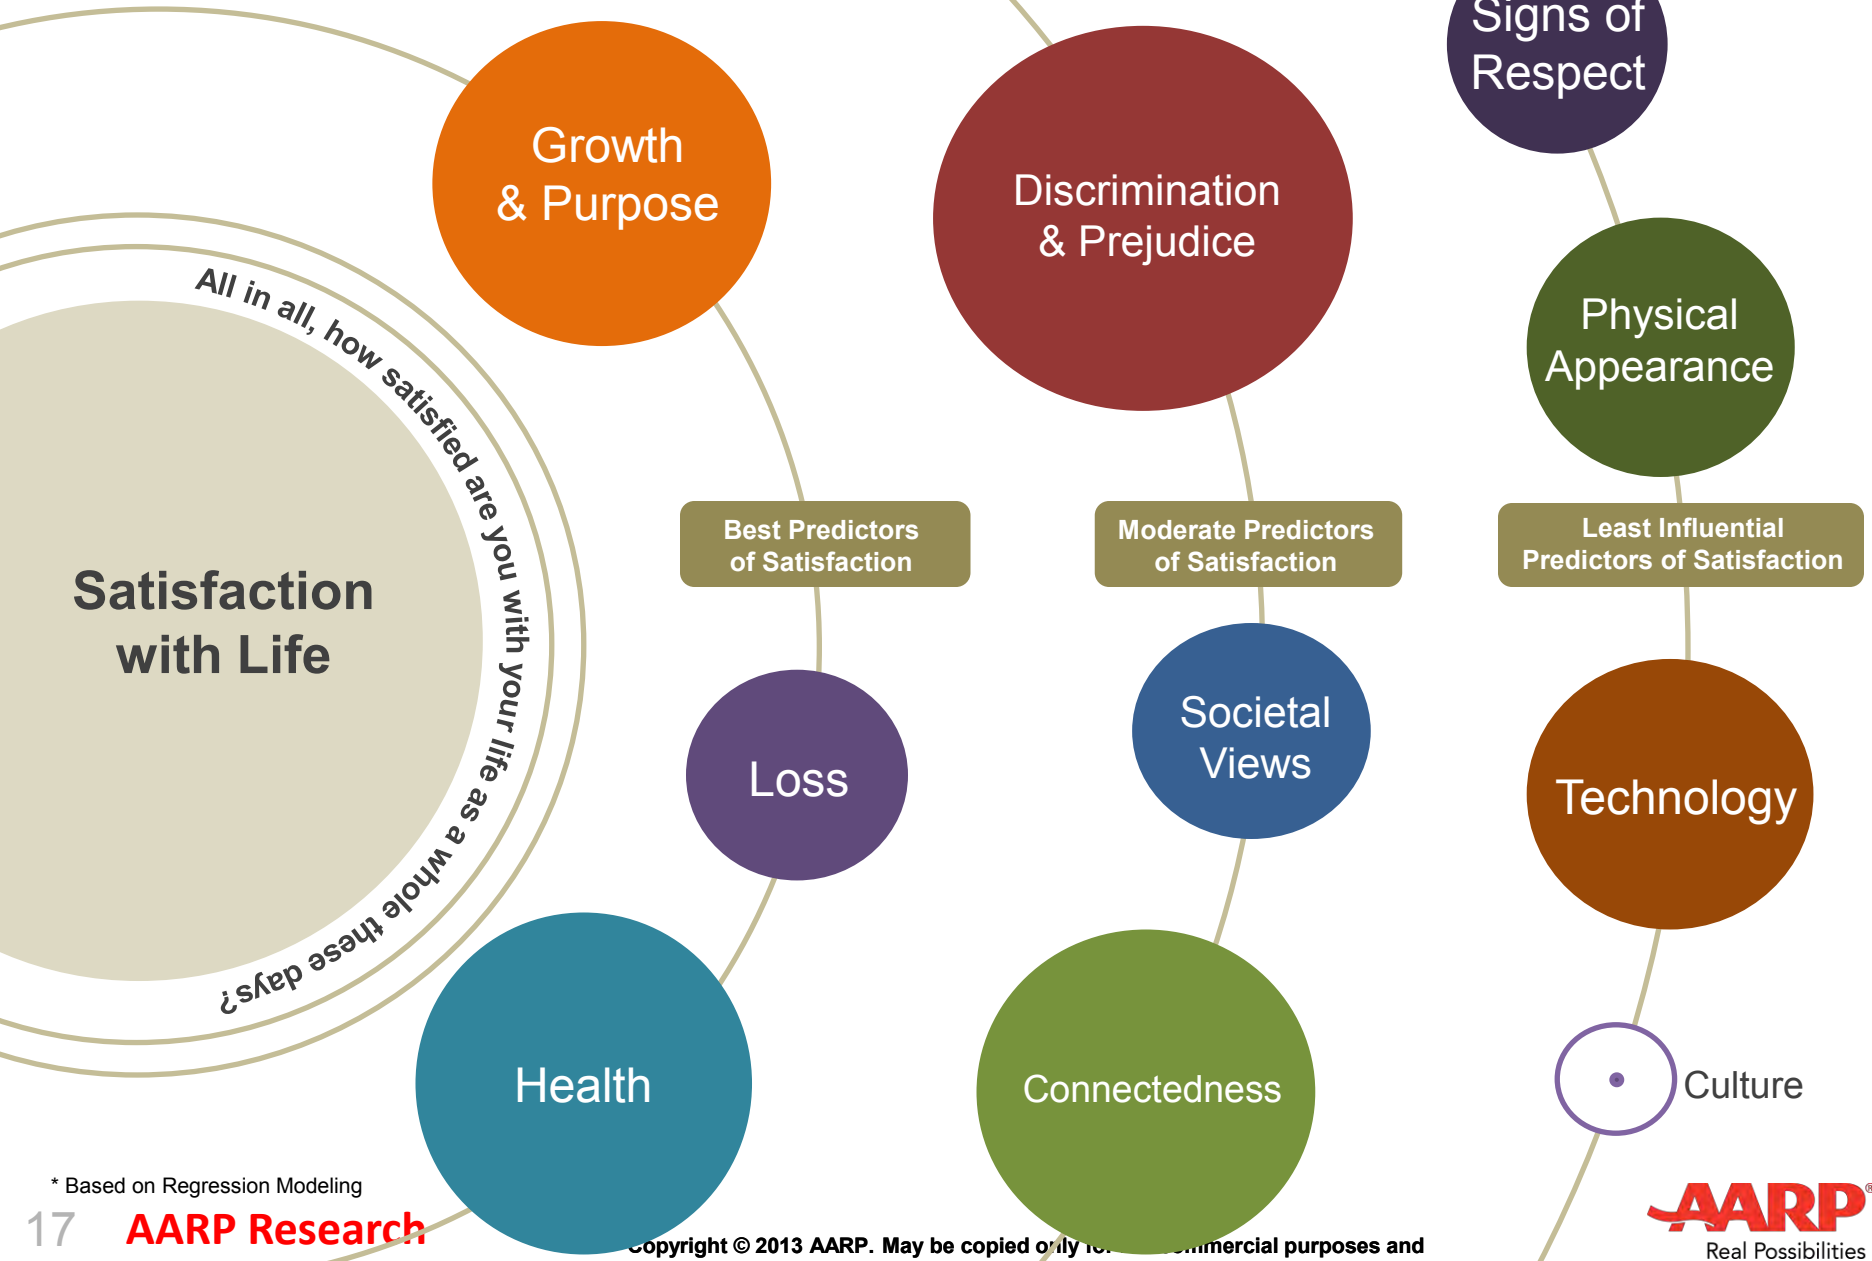 Signs of
Respect
Growth
& Purpose
Discrimination
& Prejudice
Physical
Appearance
All in all, how satisfied are you with your life as a whole these days?
Satisfaction
with Life
Best Predictors
of Satisfaction
Moderate Predictors
of Satisfaction
Least Influential
Predictors of Satisfaction
Loss
Societal
Views
Technology
Health
Connectedness
Culture
* Based on Regression Modeling
17
AARP Research
Copyright © 2013 AARP. May be copied only purposes and
AARP®
Real Possibilities